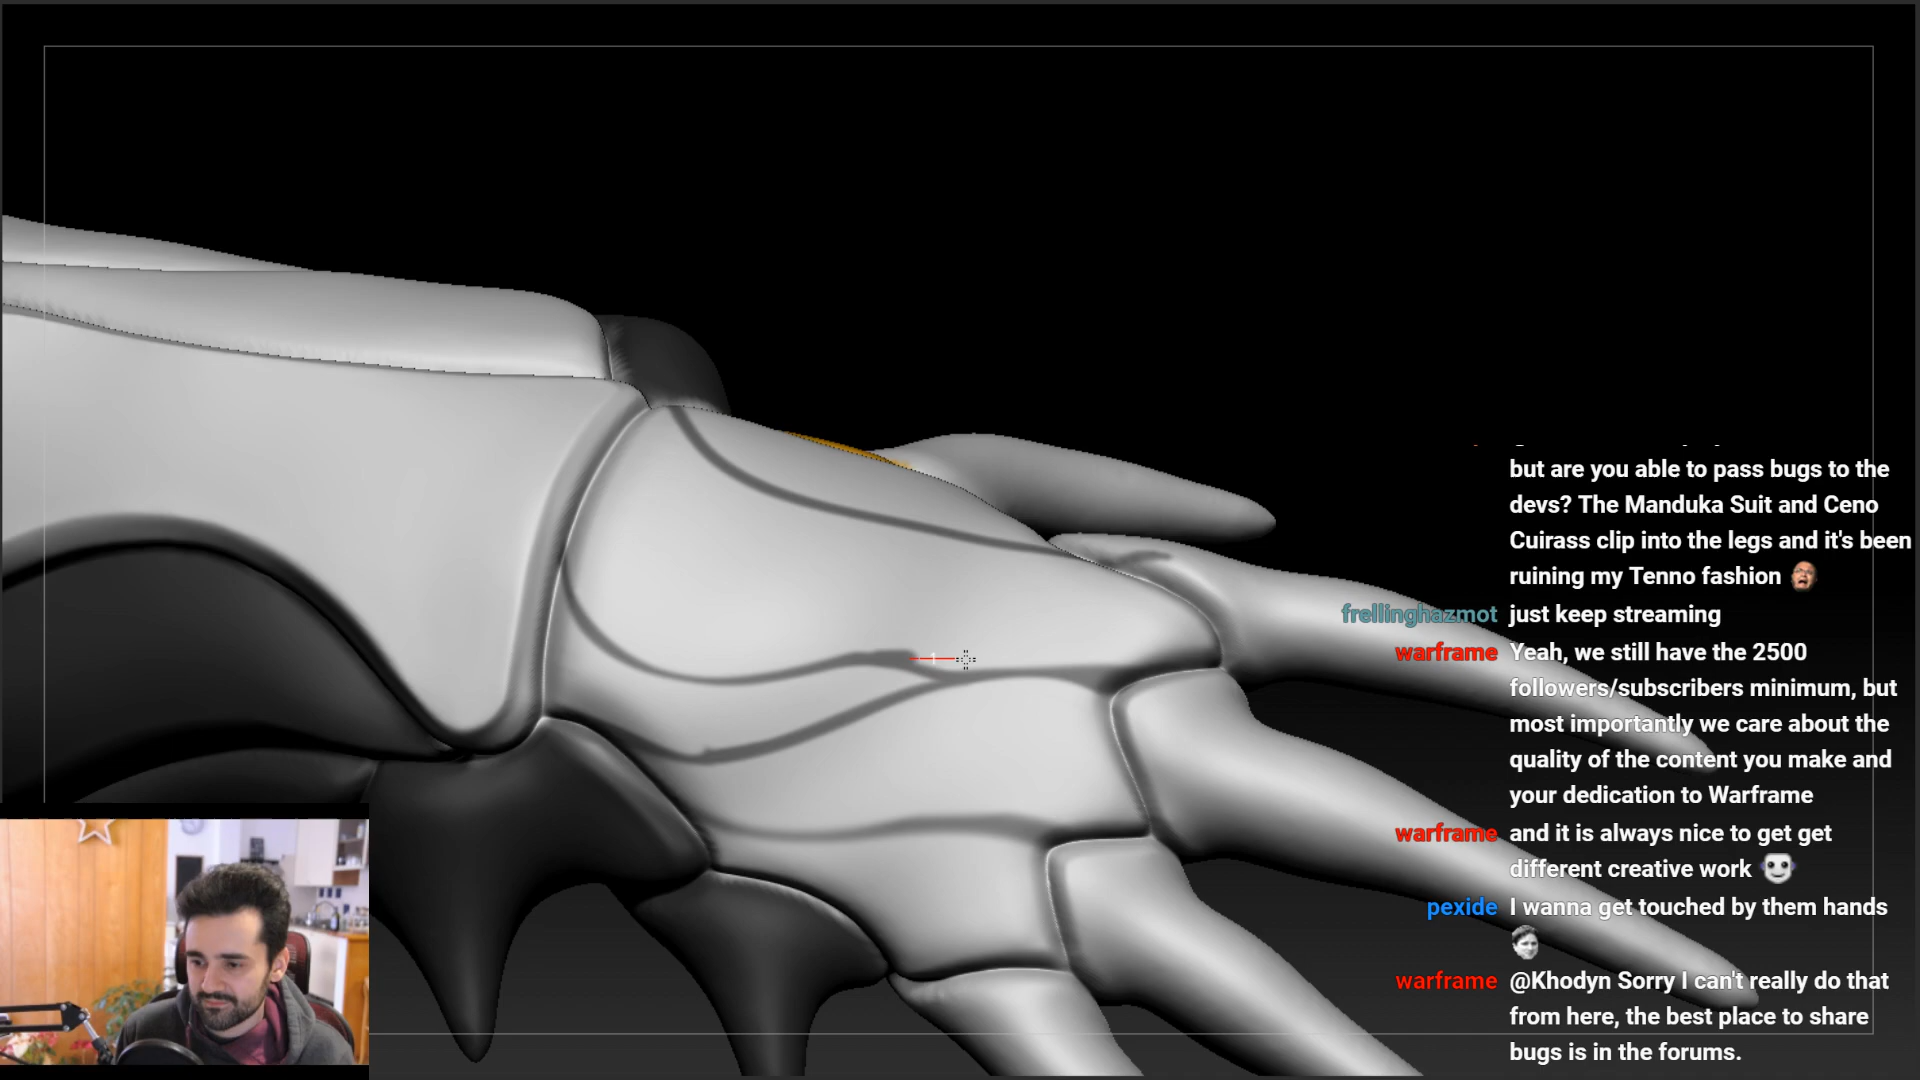 but are you able to pass bugs to the
devs? The Manduka Suit and Ceno
Cuirass clip into the legs and it's been
ruining my Tenno fashion
frellinghazmot just keep streaming
warframe Yeah, we still have the 2500
followers/subscribers minimum, but
most importantly we care about the
quality of the content you make and
your dedication to Warframe
warframe and it is always nice to get get
different creative work
pexide I wanna get touched by them hands
warframe @Khodyn Sorry I can't really do that
from here, the best place to share
bugs is in the forums.